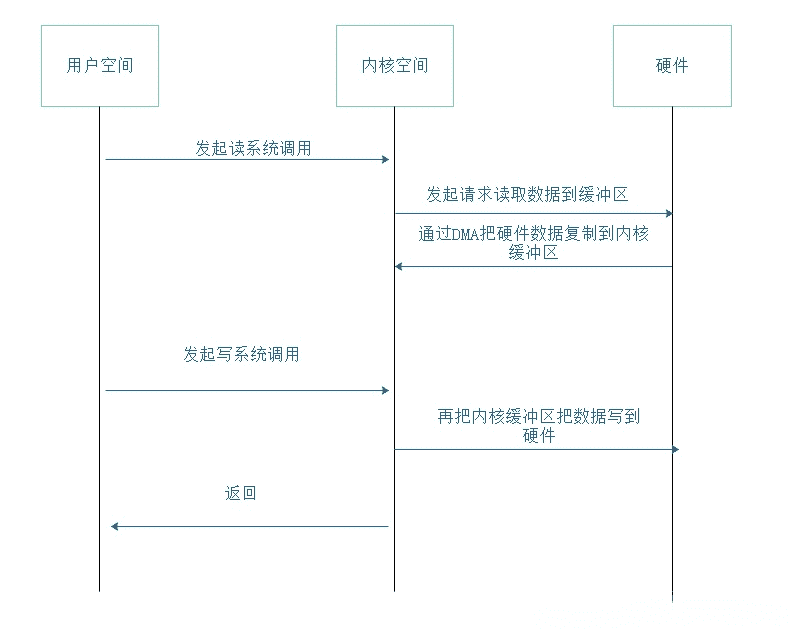 用户空间
内核空间
硬件
发起读系统调用
发起请求读取数据到缓冲区
通过DMA把硬件数据复制到内核
缓冲区
发起写系统调用
再把内核缓冲区把数据写到
硬件
返回